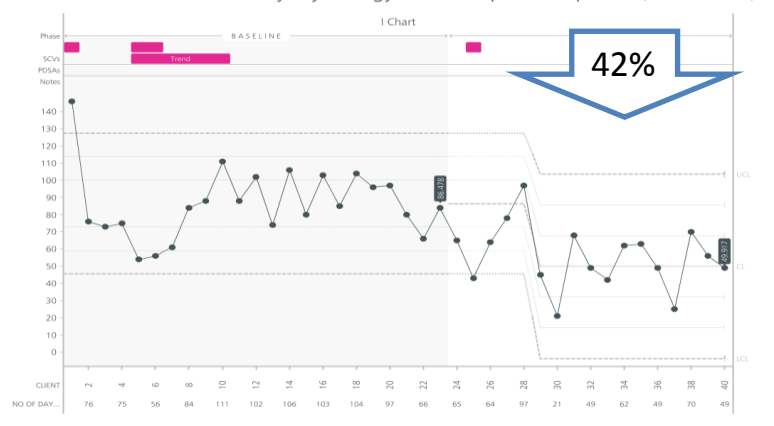 I Chart
Phase
BASELINE
42%
SCVs
Trend
PDSAs
Notes
140
130
120
110
100
90
80
70
60
50
40
30
20
10
0
86.478
49.917
UCL
CL
LCL
CLIENT 2 4 6 8 10 12 14 16 18 20 22 24 26 28 30 32 34 36 38 40
NO OF DAY... 76 75 56 84 111 102 106 103 104 97 66 65 64 97 21 49 62 49 70 49